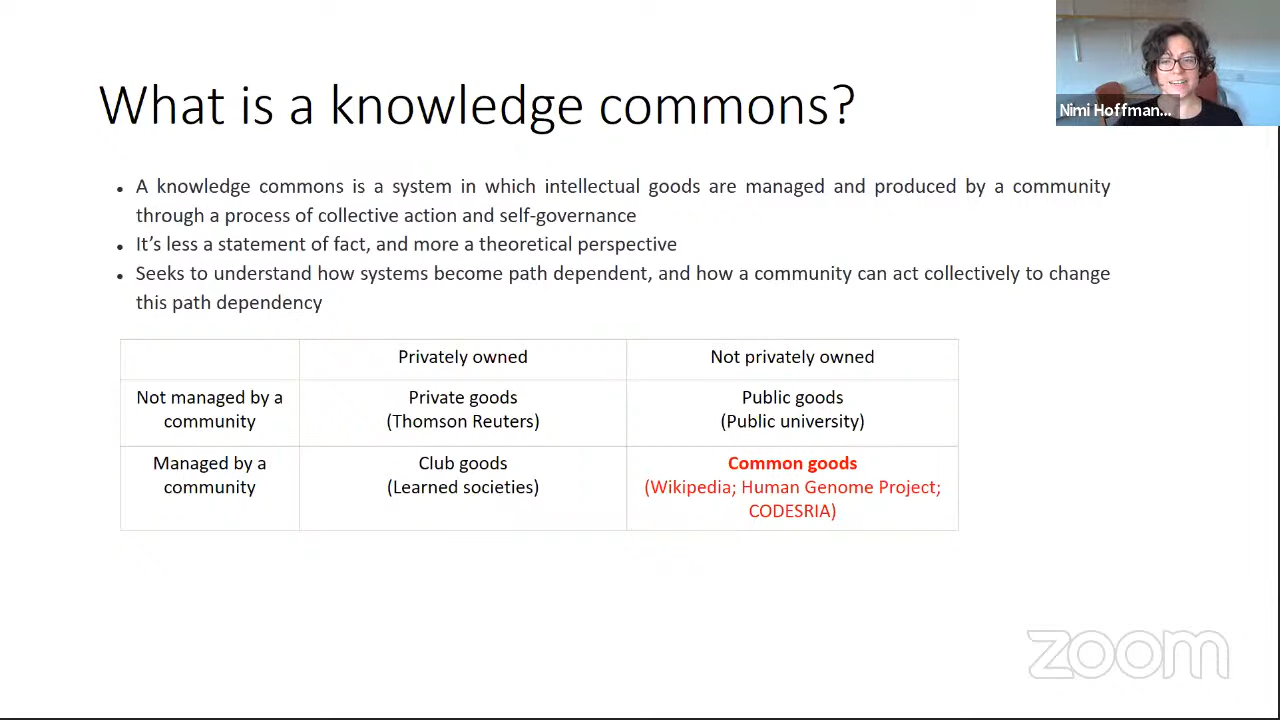 What is a knowledge commons?
Nimi Hoffman...
• A knowledge commons is a system in which intellectual goods are managed and produced by a community
through a process of collective action and self-governance
• It's less a statement of fact, and more a theoretical perspective
• Seeks to understand how systems become path dependent, and how a community can act collectively to change
this path dependency
Privately owned
Not privately owned
Not managed by a
community
Private goods
(Thomson Reuters)
Public goods
(Public university)
Managed by a
community
Club goods
(Learned societies)
Common goods
(Wikipedia; Human Genome Project;
CODESRIA)
zoom